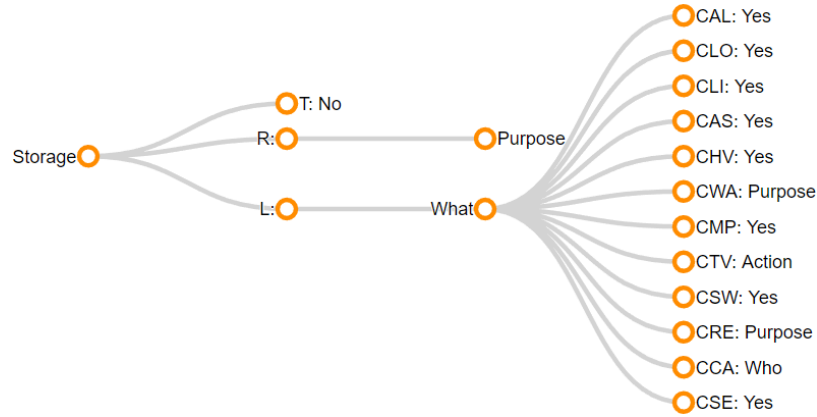 Storage
T: No
R:
Purpose
L:
What
CAL: Yes
CLO: Yes
CLI: Yes
CAS: Yes
CHV: Yes
CWA: Purpose
CMP: Yes
CTV: Action
CSW: Yes
CRE: Purpose
CCA: Who
CSE: Yes